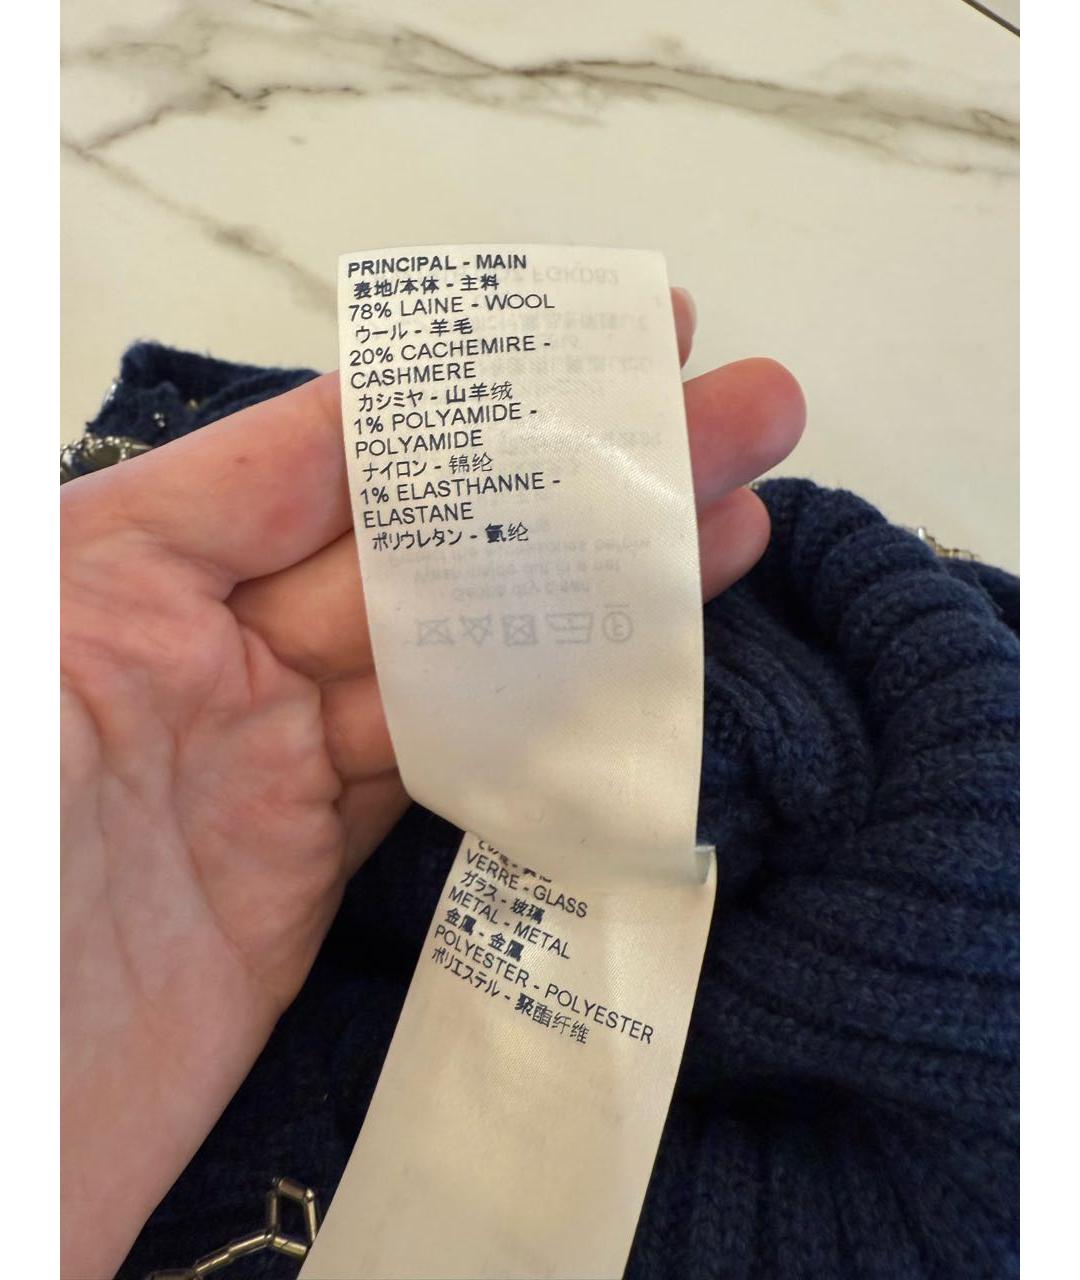 PRINCIPAL - MAIN
表地/本体 - 主料
78% LAINE - WOOL
ウール - 羊毛
20% CACHEMIRE -
CASHMERE
カシミヤ - 山羊绒
1% POLYAMIDE -
POLYAMIDE
ナイロン - 锦纶
1% ELASTHANNE -
ELASTANE
ポリウレタン - 氨纶
VERRE - GLASS
ガラス - 玻璃
METAL - METAL
金属 - 金属
POLYESTER - POLYESTER
ポリエステル - 聚酯纤维